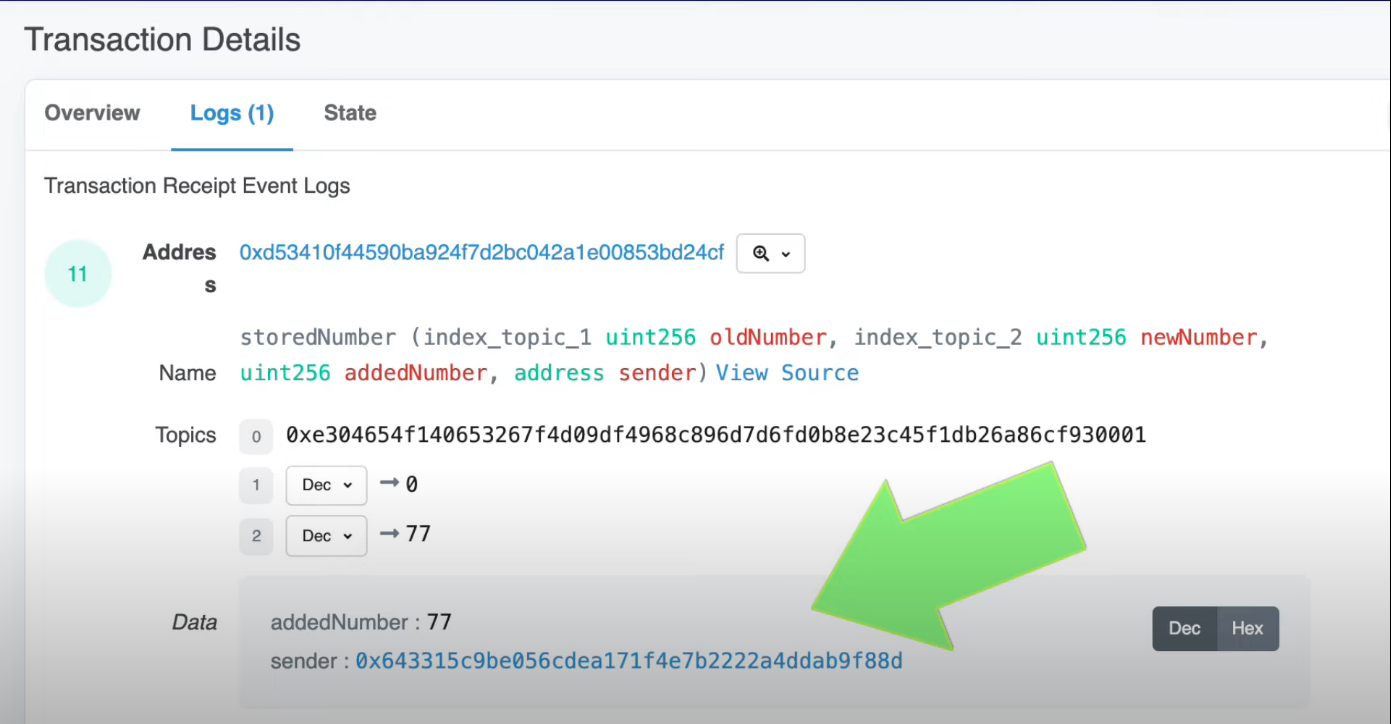 Transaction Details
Overview Logs (1) State
Transaction Receipt Event Logs
11
Addres
s
0xd53410f44590ba924f7d2bc042a1e00853bd24cf
storedNumber (index_topic_1 uint256 oldNumber, index_topic_2 uint256 newNumber,
Name uint256 addedNumber, address sender) View Source
Topics 0 0xe304654f140653267f4d09df4968c896d7d6fd0b8e23c45f1db26a86cf930001
1 Dec → 0
2 Dec → 77
Data addedNumber : 77
Dec Hex
sender : 0x643315c9be056cdea171f4e7b2222a4ddab9f88d